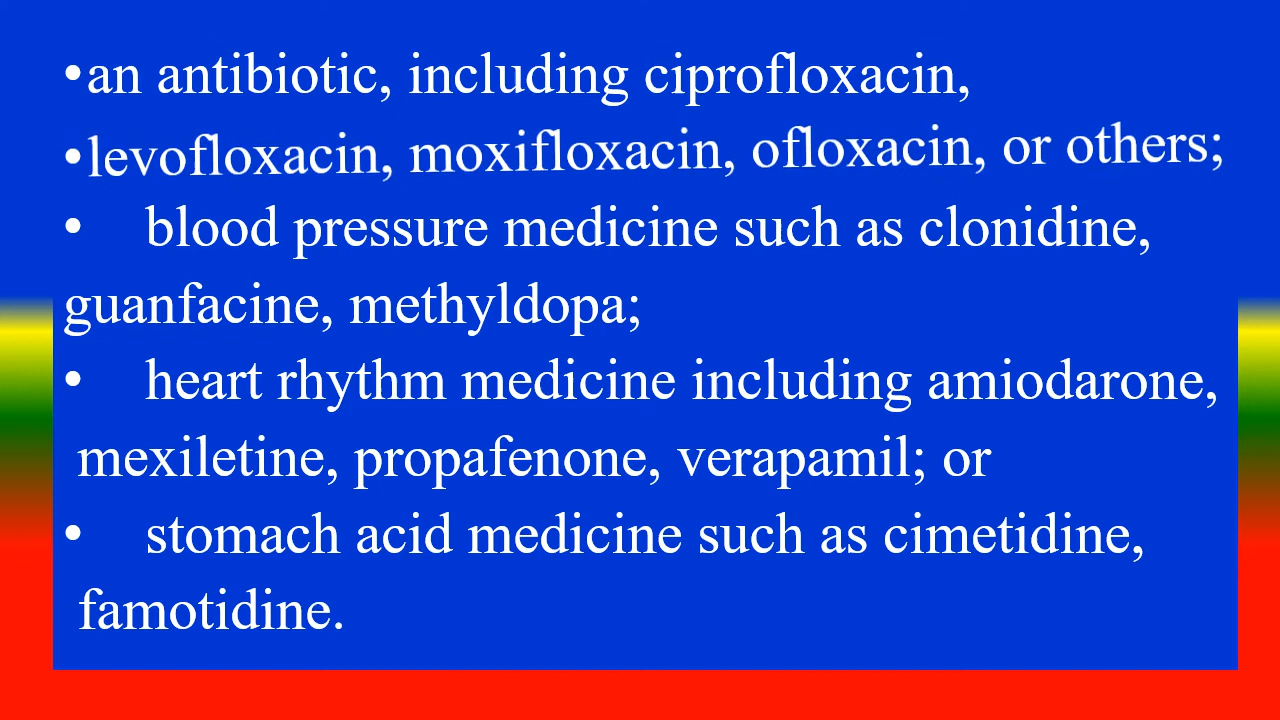 •an antibiotic, including ciprofloxacin,
•levofloxacin, moxifloxacin, ofloxacin, or others;
• blood pressure medicine such as clonidine,
guanfacine, methyldopa;
• heart rhythm medicine including amiodarone,
mexiletine, propafenone, verapamil; or
• stomach acid medicine such as cimetidine,
famotidine.